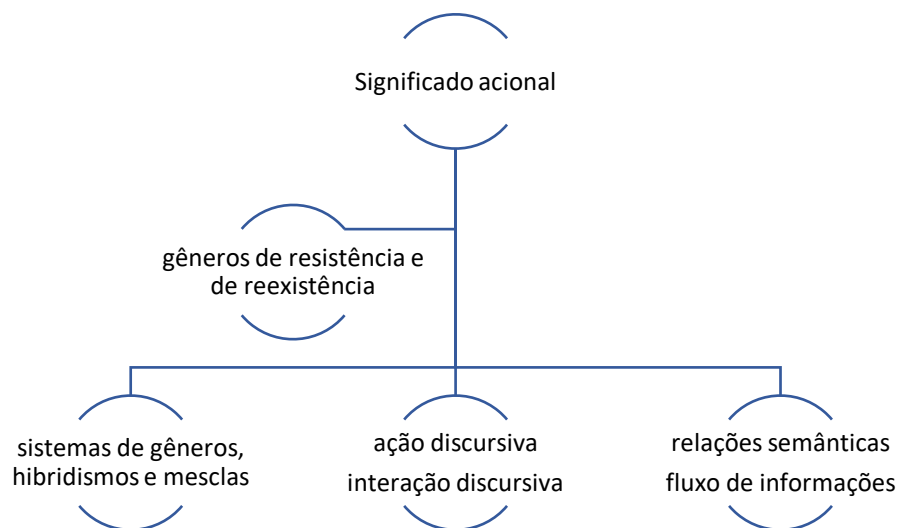 Significado acional
gêneros de resistência e
de reexistência
sistemas de gêneros,
hibridismos e mesclas
ação discursiva
interação discursiva
relações semânticas
fluxo de informações